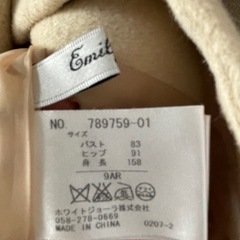 Emit
NO. 789759-01
サイズ
バスト 83
ヒップ 91
身長 158
9AR
ホワイトジョーラ株式会社
058-278-0669
MADE IN CHINA 0207-2